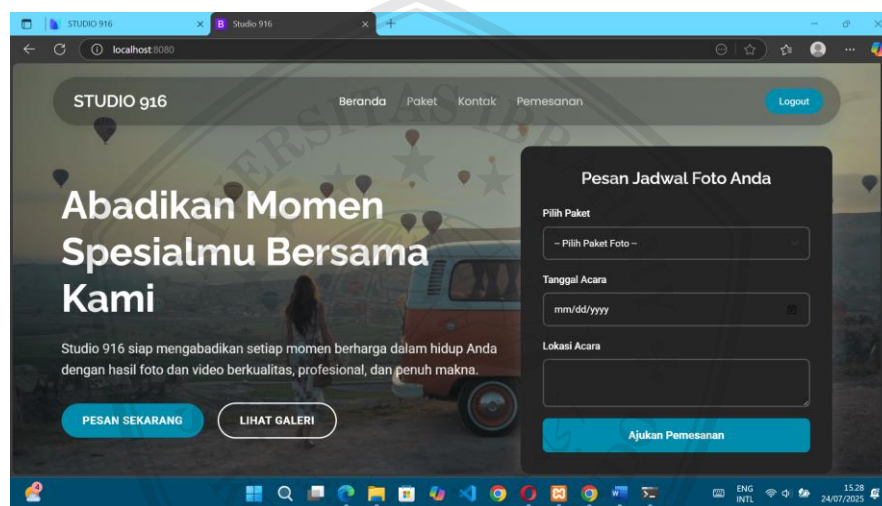 STUDIO 916
Studio 916
localhost:8080
STUDIO 916
Beranda
Paket
Kontak
Pemesanan
Logout
Abadikan Momen
Spesialmu Bersama
Kami
Studio 916 siap mengabadikan setiap momen berharga dalam hidup Anda
dengan hasil foto dan video berkualitas, profesional, dan penuh makna.
PESAN SEKARANG
LIHAT GALERI
Pesan Jadwal Foto Anda
Pilih Paket
-- Pilih Paket Foto --
Tanggal Acara
mm/dd/yyyy
Lokasi Acara
Ajukan Pemesanan
ENG
INTL
15.28
24/07/2025